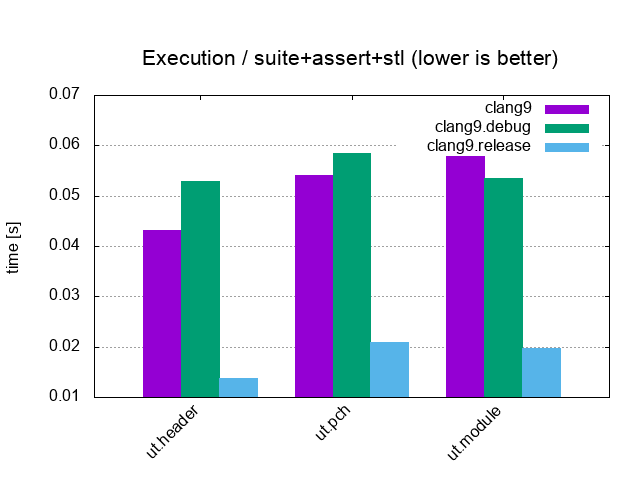 Execution / suite+assert+stl (lower is better)
0.07
0.06
0.05
0.04
0.03
0.02
0.01
time [s]
clang9
clang9.debug
clang9.release
ut.header
ut.pch
ut.module